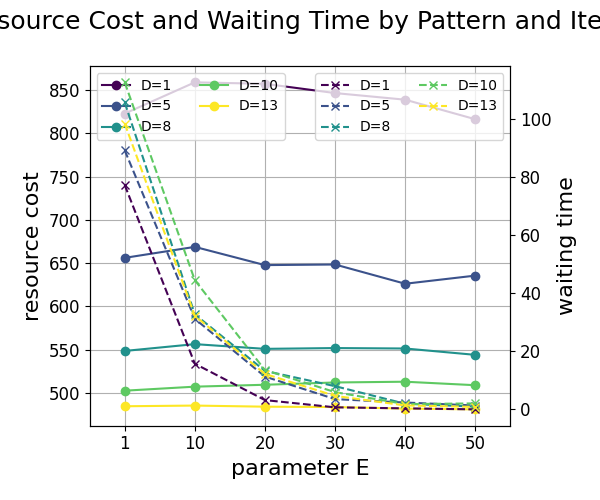 source Cost and Waiting Time by Pattern and Ite
D=1 D=10 D=1 D=10
D=5 D=13 D=5 D=13
D=8 D=8
850
800
750
700
650
600
550
500
resource cost
100
80
60
40
20
0
waiting time
1 10 20 30 40 50
parameter E